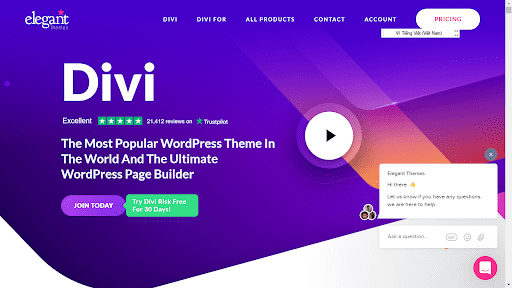 elegant
themes
DIVI
DIVI FOR
ALL PRODUCTS
CONTACT
ACCOUNT
PRICING
VI Tiếng Việt (Việt Nam)
Divi
Excellent
21,412 reviews on
Trustpilot
The Most Popular WordPress Theme In
The World And The Ultimate
WordPress Page Builder
JOIN TODAY
Try Divi Risk Free
For 30 Days!
Elegant Themes
Hi there 👋
Let us know if you have any questions,
we are here to help.
Ask a question...
GIF